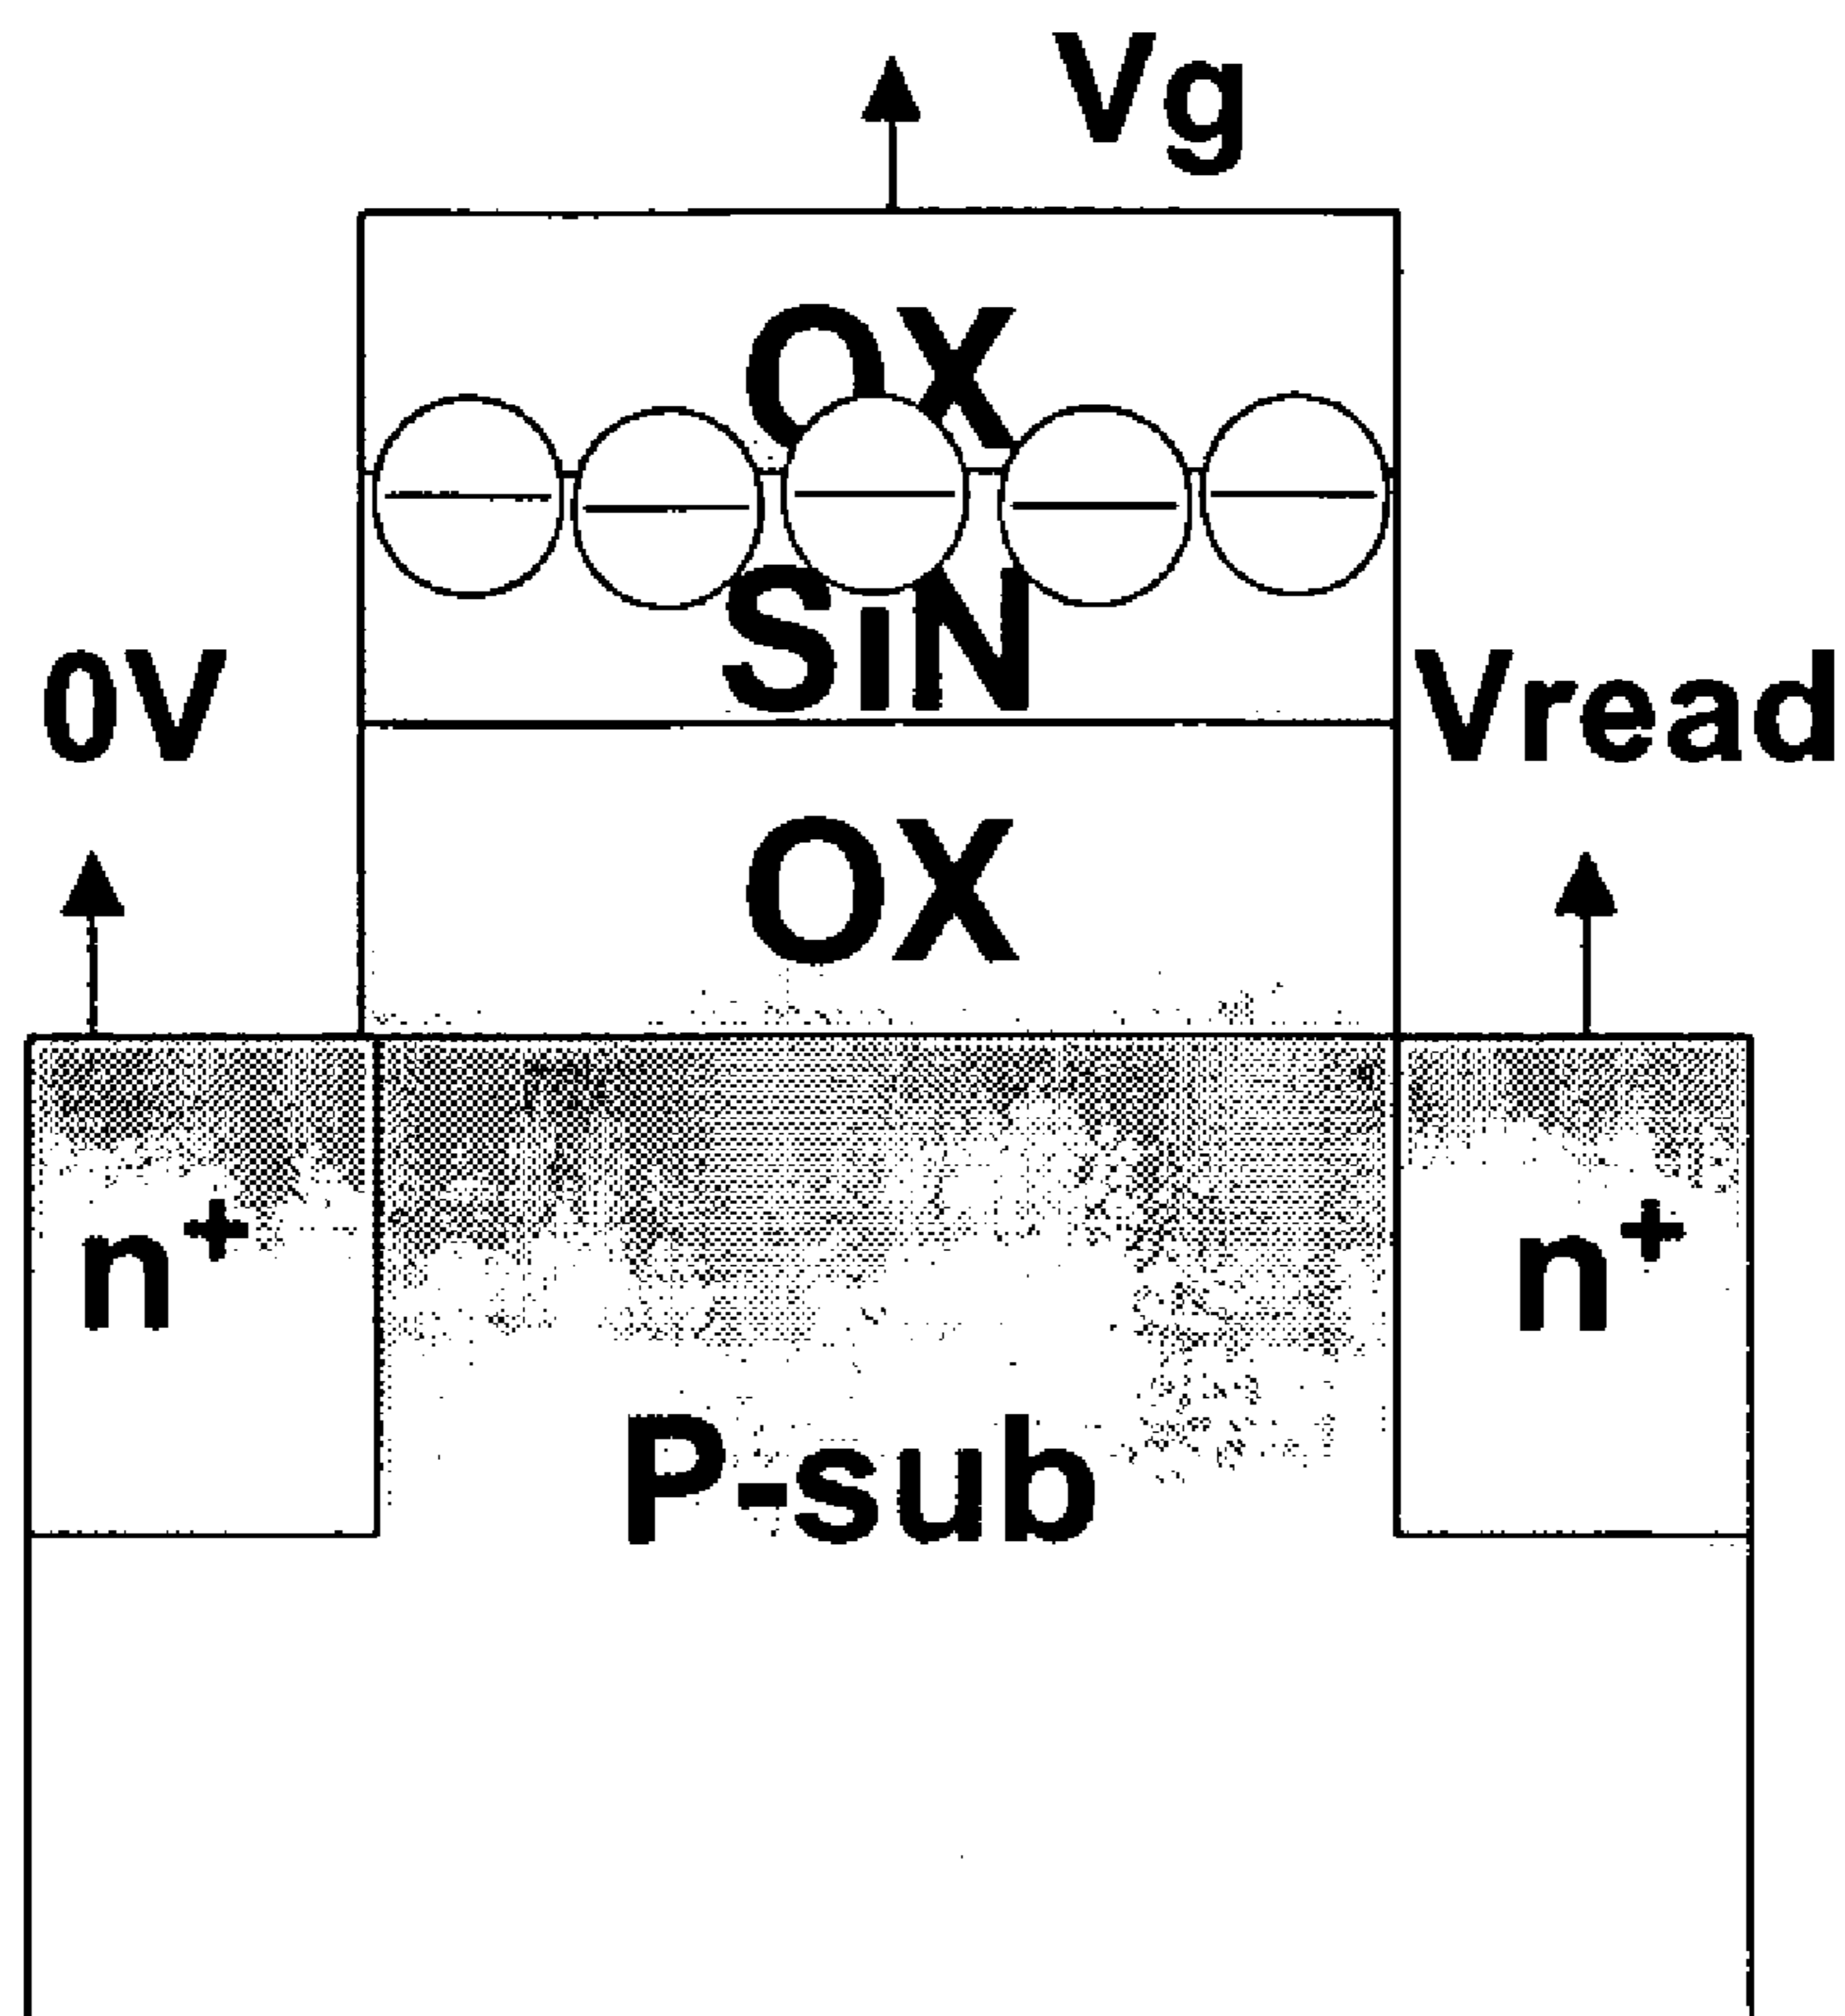 Vg
OX
SiN
0V
Vread
OX
n⁺
n⁺
P-sub